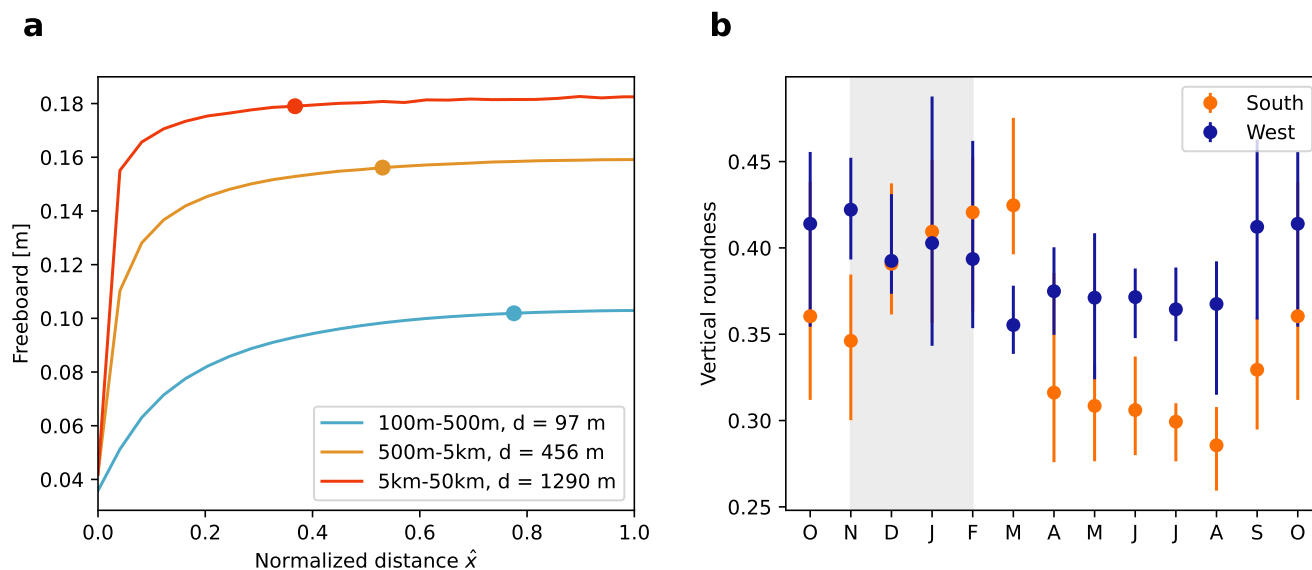 a
Freeboard [m]
0.18
0.16
0.14
0.12
0.10
0.08
0.06
0.04
100m-500m, d = 97 m
500m-5km, d = 456 m
5km-50km, d = 1290 m
0.0 0.2 0.4 0.6 0.8 1.0
Normalized distance x̂
b
Vertical roundness
0.45
0.40
0.35
0.30
0.25
South
West
O N D J F M A M J J A S O